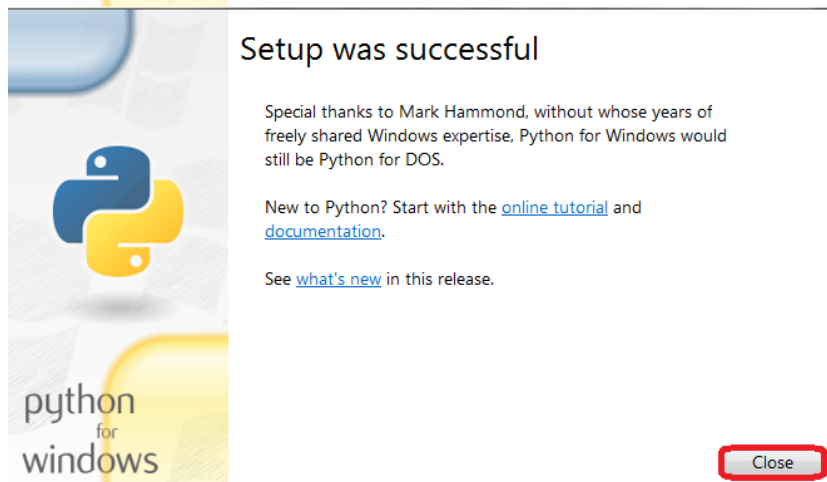 Setup was successful
Special thanks to Mark Hammond, without whose years of
freely shared Windows expertise, Python for Windows would
still be Python for DOS.
New to Python? Start with the online tutorial and
documentation.
See what's new in this release.
python
for
windows
Close